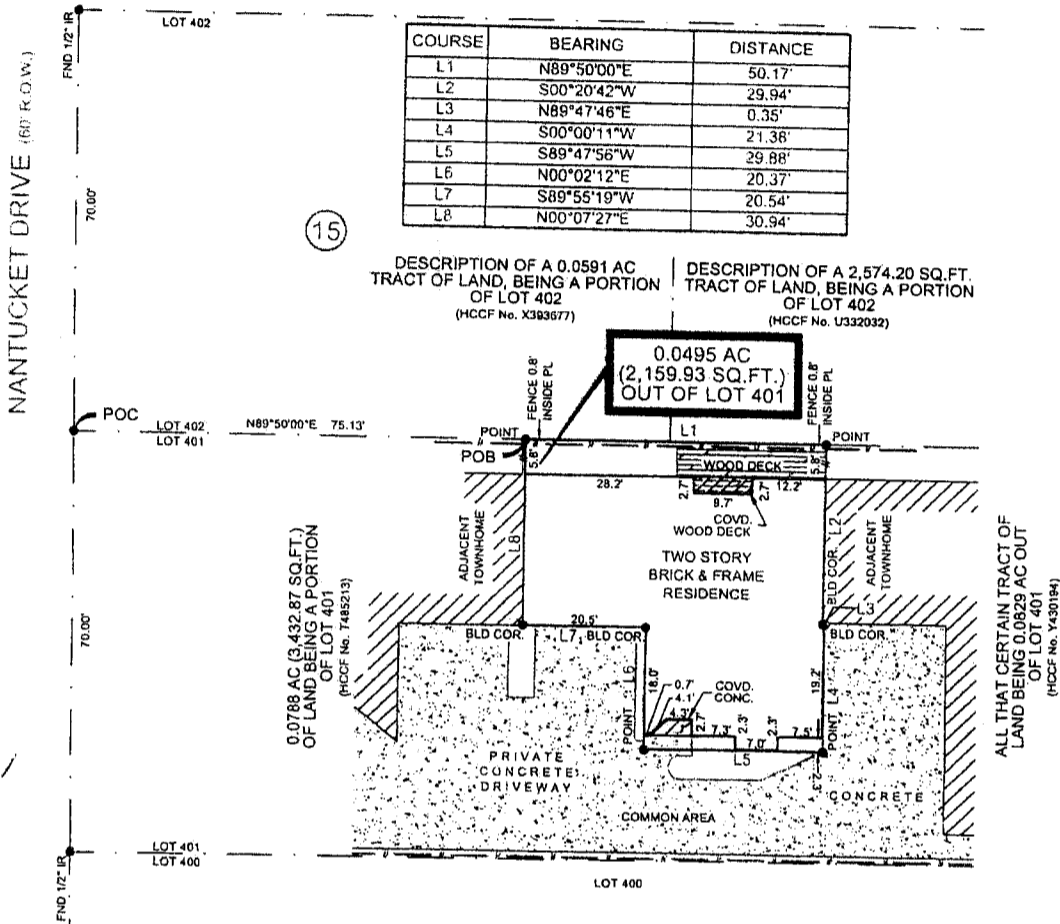 LOT 402
FND 1/2" IR
NANTUCKET DRIVE (60' R.O.W.)
70.00'
COURSE BEARING DISTANCE
L1 N89°50'00"E 50.17'
L2 S00°20'42"W 29.94'
L3 N89°47'46"E 0.35'
L4 S00°00'11"W 21.38'
L5 S89°47'56"W 29.88'
L6 N00°02'12"E 20.37'
L7 S89°55'19"W 20.54'
L8 N00°07'27"E 30.94'
15
DESCRIPTION OF A 0.0591 AC
TRACT OF LAND, BEING A PORTION
OF LOT 402
(HCCF No. X393677)
DESCRIPTION OF A 2,574.20 SQ.FT.
TRACT OF LAND, BEING A PORTION
OF LOT 402
(HCCF No. U332032)
0.0495 AC
(2,159.93 SQ.FT.)
OUT OF LOT 401
FENCE 0.8'
INSIDE PL
FENCE 0.8'
INSIDE PL
POC
LOT 402
LOT 401
N89°50'00"E 75.13'
POINT
POB
L1
POINT
5.8'
WOOD DECK
5.8'
28.2'
2.7'
8.7'
2.7'
12.2'
COVD.
WOOD DECK
ADJACENT
TOWNHOME
L8
TWO STORY
BRICK & FRAME
RESIDENCE
BLD COR.
L2
ADJACENT
TOWNHOME
L3
0.0788 AC (3,432.87 SQ.FT.)
OF LAND BEING A PORTION
OF LOT 401
(HCCF No. T485213)
ALL THAT CERTAIN TRACT OF
LAND BEING 0.0829 AC OUT
OF LOT 401
(HCCF No. Y430194)
70.00'
20.5'
BLD COR.
L7
BLD COR.
BLD COR.
L6
18.0'
0.7'
4.1'
4.3'
COVD.
CONC.
19.2'
L4
POINT
2.7'
7.3'
2.3'
7.0'
2.3'
7.5'
POINT
L5
2.3'
PRIVATE
CONCRETE
DRIVEWAY
CONCRETE
COMMON AREA
LOT 401
LOT 400
LOT 400
FND 1/2" IR